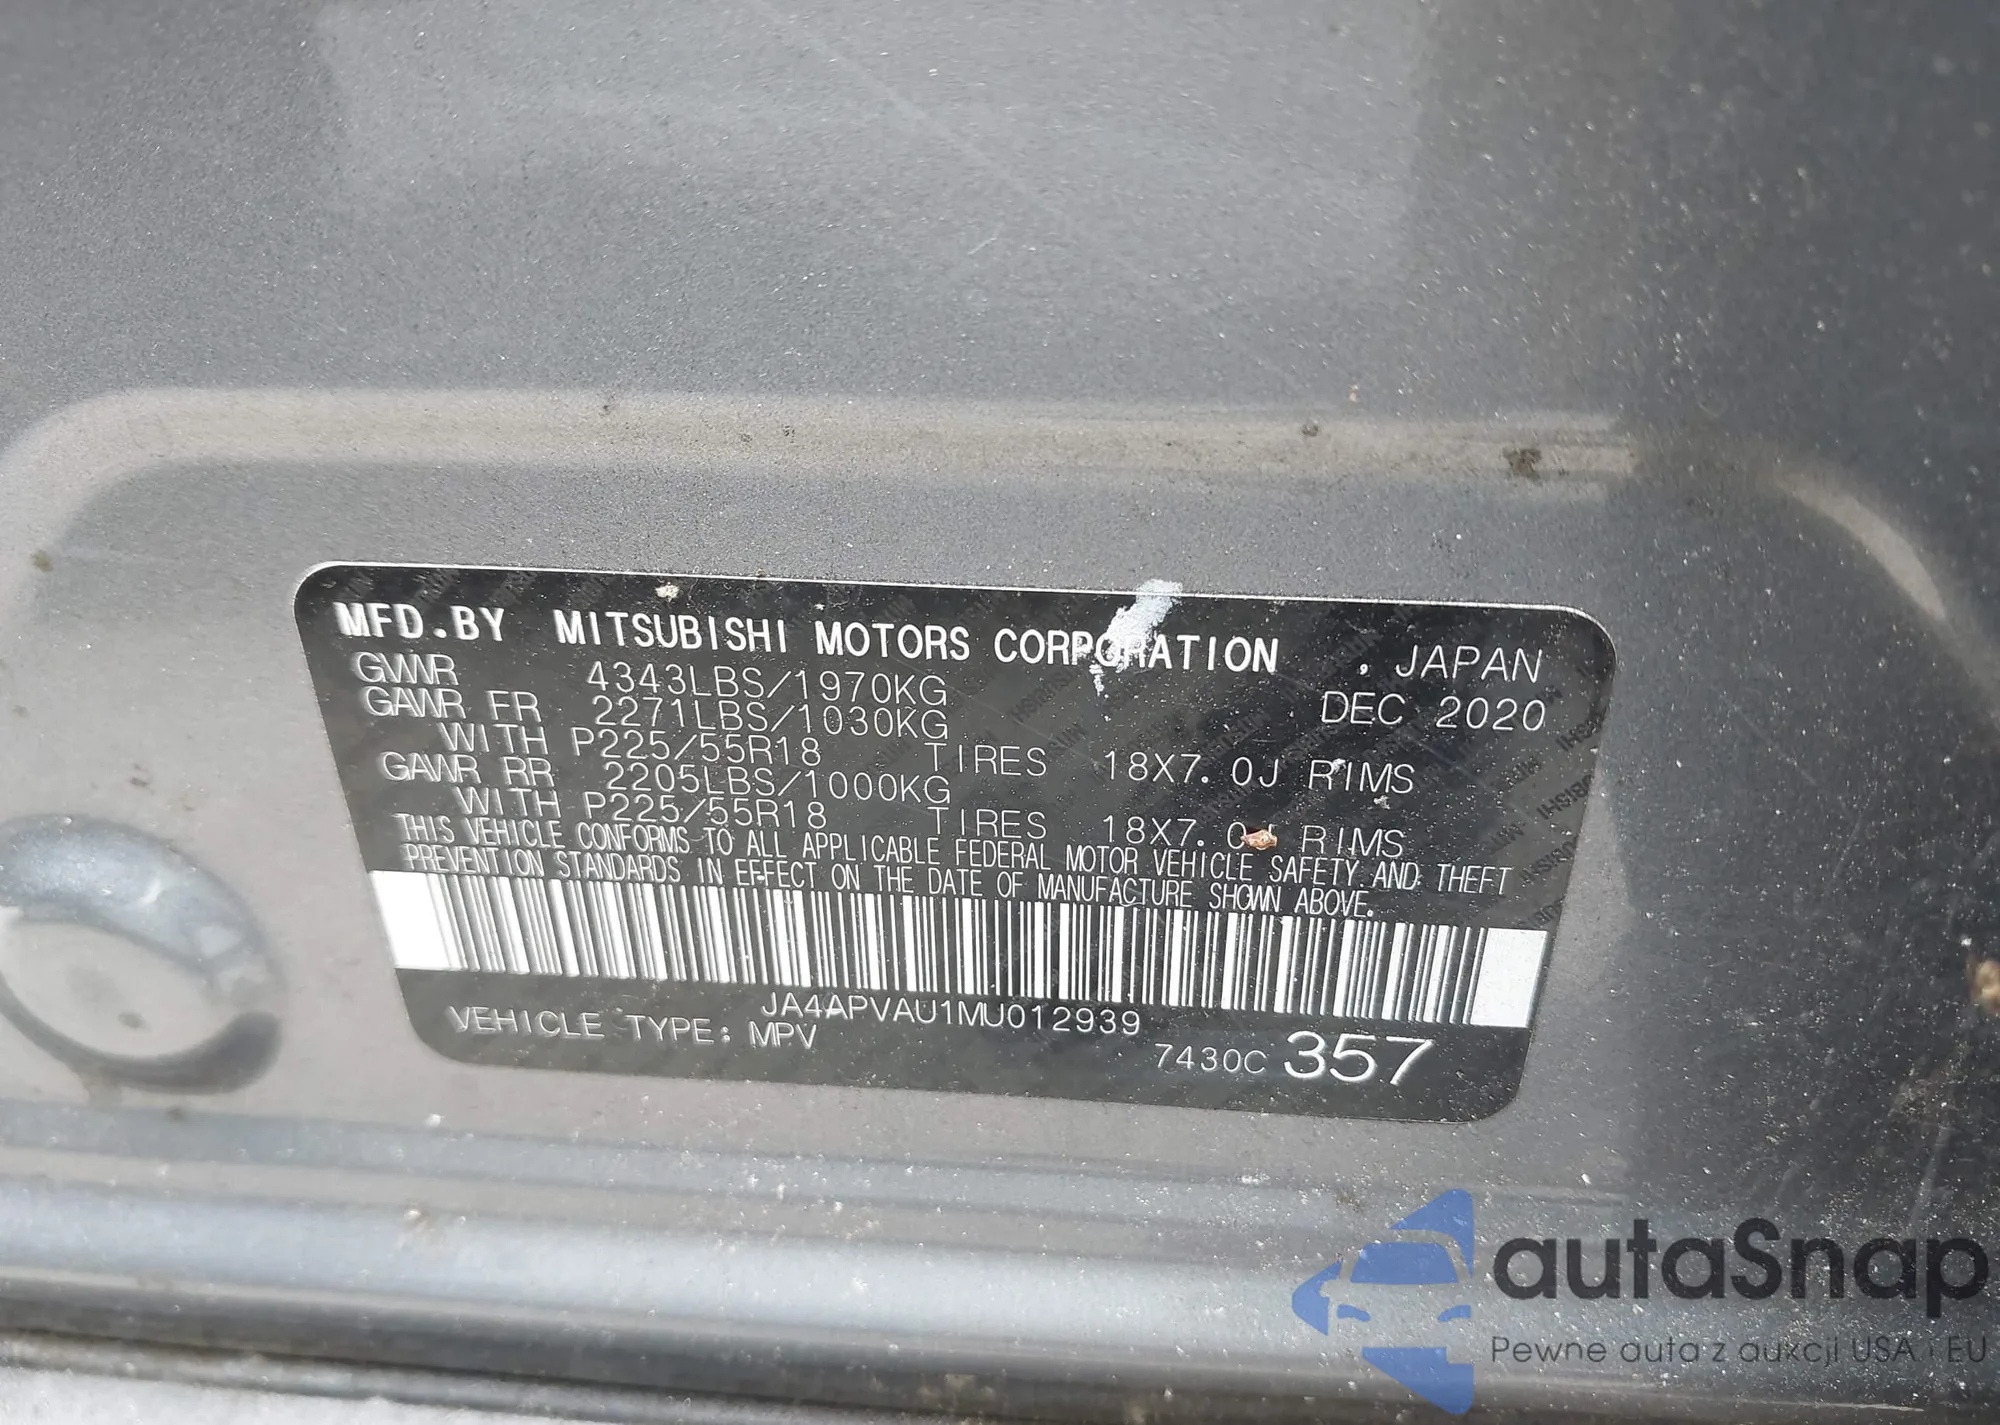 MFD.BY MITSUBISHI MOTORS CORPORATION , JAPAN
GVWR 4343LBS/1970KG DEC 2020
GAWR FR 2271LBS/1030KG
WITH P225/55R18 TIRES 18X7.0J RIMS
GAWR RR 2205LBS/1000KG
WITH P225/55R18 TIRES 18X7.0J RIMS
THIS VEHICLE CONFORMS TO ALL APPLICABLE FEDERAL MOTOR VEHICLE SAFETY AND THEFT
PREVENTION STANDARDS IN EFFECT ON THE DATE OF MANUFACTURE SHOWN ABOVE.
JA4APVAU1MU012939
VEHICLE TYPE: MPV
7430C 357
autaSnap
Pewne auta z aukcji USA i EU